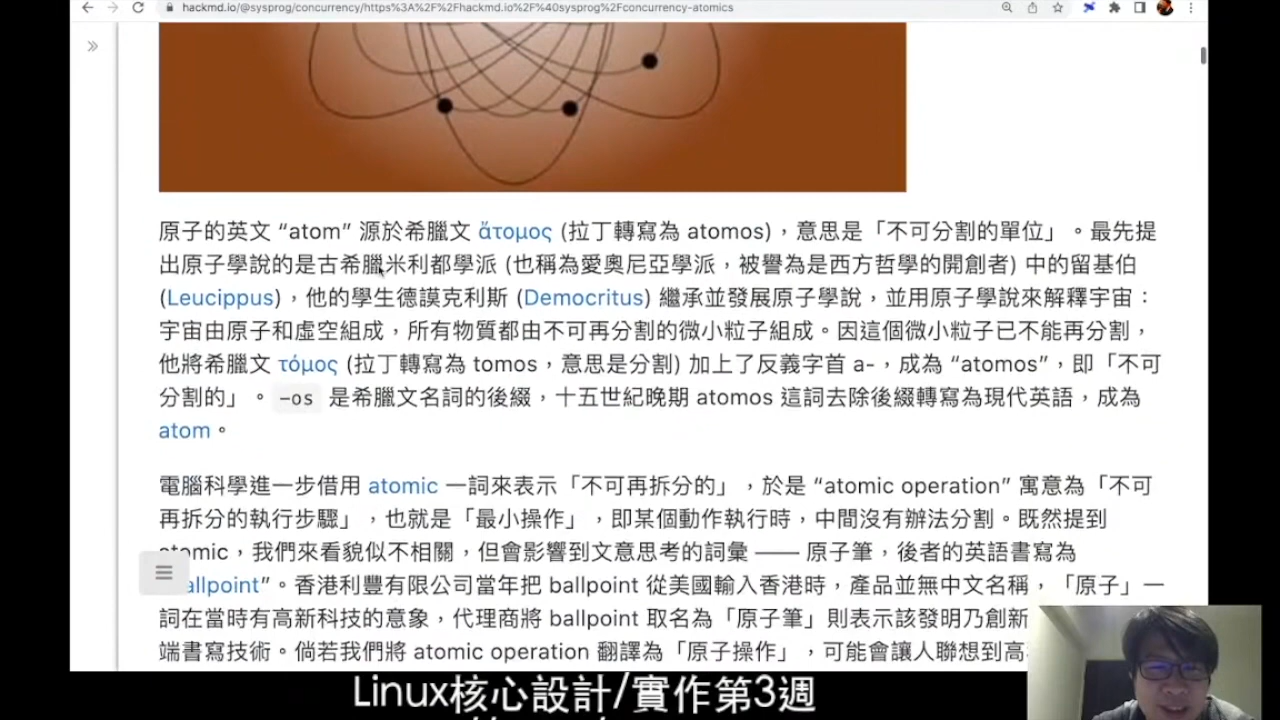 hackmd.io/@sysprog/concurrency/https%3A%2F%2Fhackmd.io%2F%40sysprog%2Fconcurrency-atomics
原子的英文 “atom” 源於希臘文 ἄτομος (拉丁轉寫為 atomos)，意思是「不可分割的單位」。最先提
出原子學說的是古希臘米利都學派 (也稱為愛奧尼亞學派，被譽為是西方哲學的開創者) 中的留基伯
(Leucippus)，他的學生德謨克利斯 (Democritus) 繼承並發展原子學說，並用原子學說來解釋宇宙：
宇宙由原子和虛空組成，所有物質都由不可再分割的微小粒子組成。因這個微小粒子已不能再分割，
他將希臘文 τόμος (拉丁轉寫為 tomos，意思是分割) 加上了反義字首 a-，成為 “atomos”，即「不可
分割的」。 -os 是希臘文名詞的後綴，十五世紀晚期 atomos 這詞去除後綴轉寫為現代英語，成為
atom。
電腦科學進一步借用 atomic 一詞來表示「不可再拆分的」，於是 “atomic operation” 寓意為「不可
再拆分的執行步驟」，也就是「最小操作」，即某個動作執行時，中間沒有辦法分割。既然提到
atomic，我們來看貌似不相關，但會影響到文意思考的詞彙 —— 原子筆，後者的英語書寫為
allpoint”。香港利豐有限公司當年把 ballpoint 從美國輸入香港時，產品並無中文名稱，「原子」一
詞在當時有高新科技的意象，代理商將 ballpoint 取名為「原子筆」則表示該發明乃創新
端書寫技術。倘若我們將 atomic operation 翻譯為「原子操作」，可能會讓人聯想到高
Linux核心設計/實作第3週